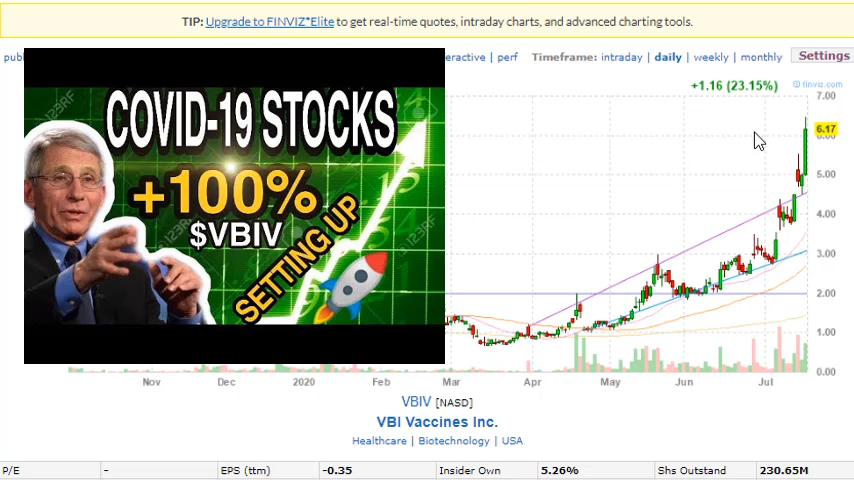 TIP: Upgrade to FINVIZ*Elite to get real-time quotes, intraday charts, and advanced charting tools.
perf Timeframe: intraday | daily | weekly | monthly Settings
+1.16 (23.15%) © finviz.com
COVID-19 STOCKS
+100%
$VBIV
SETTING UP
123RF
7.00
6.17
6.00
5.00
4.00
3.00
2.00
1.00
0.00
Nov Dec 2020 Feb Mar Apr May Jun Jul
VBIV [NASD]
VBI Vaccines Inc.
Healthcare | Biotechnology | USA
P/E - EPS (ttm) -0.35 Insider Own 5.26% Shs Outstand 230.65M